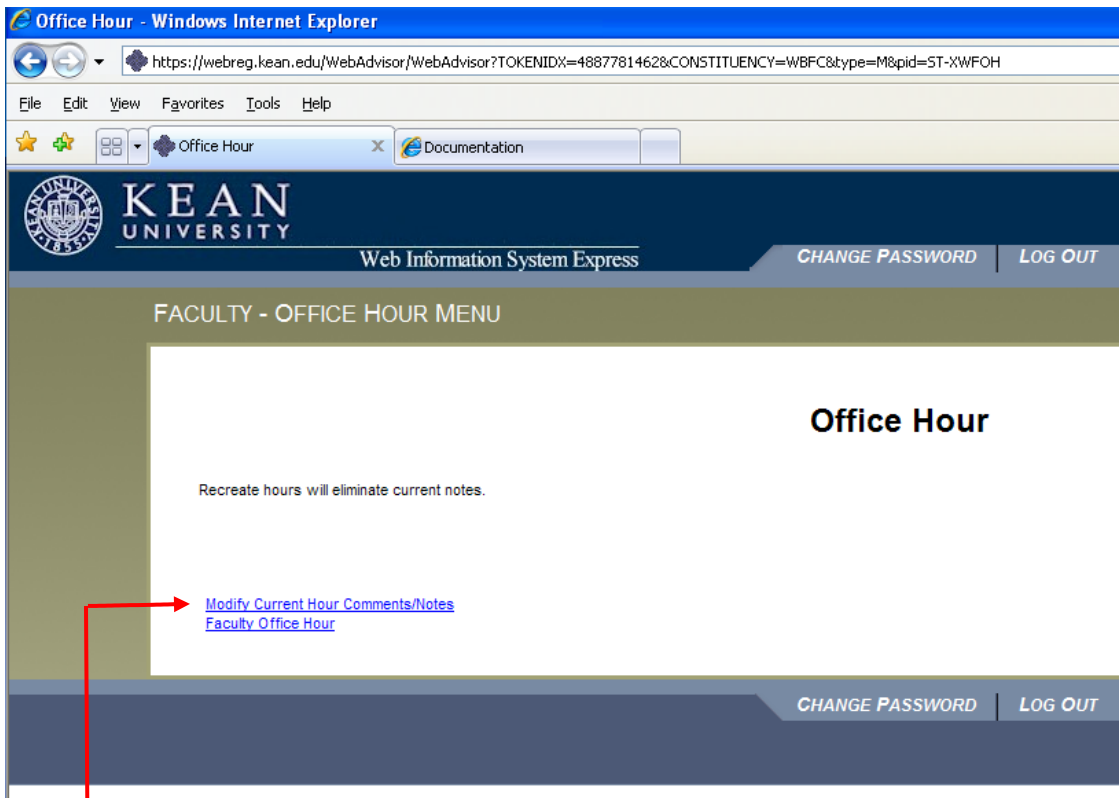 Office Hour - Windows Internet Explorer
https://webreg.kean.edu/WebAdvisor/WebAdvisor?TOKENIDX=4887781462&CONSTITUENCY=WBFC&type=M&pid=ST-XWFOH
File Edit View Favorites Tools Help
Office Hour X Documentation
KEAN
UNIVERSITY
KEAN UNIVERSITY 1855
Web Information System Express CHANGE PASSWORD LOG OUT
FACULTY - OFFICE HOUR MENU
Office Hour
Recreate hours will eliminate current notes.
Modify Current Hour Comments/Notes
Faculty Office Hour
CHANGE PASSWORD LOG OUT